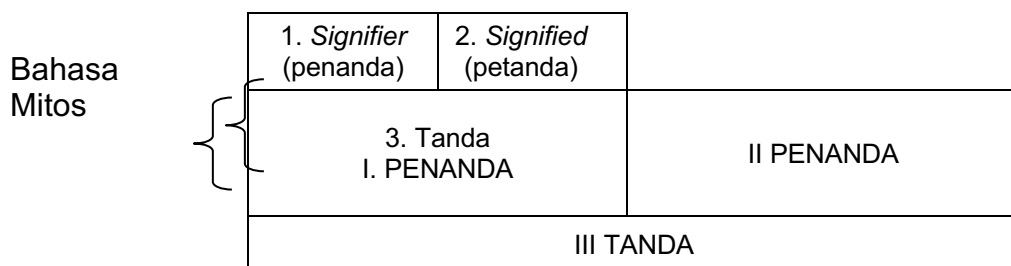 1. Signifier
(penanda)
2. Signified
(petanda)
Bahasa
Mitos
3. Tanda
I. PENANDA
II PENANDA
III TANDA